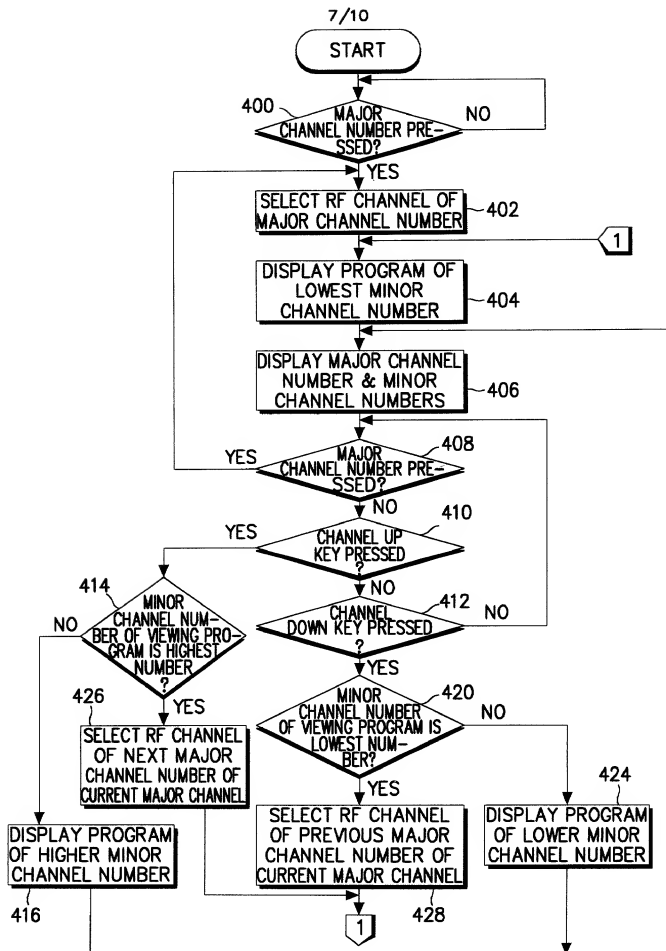 7/10
START
400
MAJOR
CHANNEL NUMBER PRE-
SSED?
NO
YES
SELECT RF CHANNEL OF
MAJOR CHANNEL NUMBER
402
1
DISPLAY PROGRAM OF
LOWEST MINOR
CHANNEL NUMBER
404
DISPLAY MAJOR CHANNEL
NUMBER & MINOR
CHANNEL NUMBERS
406
408
YES
MAJOR
CHANNEL NUMBER PRE-
SSED?
NO
410
YES
CHANNEL UP
KEY PRESSED
?
NO
412
CHANNEL
DOWN KEY PRESSED
?
NO
YES
414
MINOR
CHANNEL NUM-
BER OF VIEWING PRO-
GRAM IS HIGHEST
NUMBER
?
NO
YES
420
MINOR
CHANNEL NUMBER
OF VIEWING PROGRAM IS
LOWEST NUM-
BER?
NO
YES
426
SELECT RF CHANNEL
OF NEXT MAJOR
CHANNEL NUMBER OF
CURRENT MAJOR CHANNEL
424
DISPLAY PROGRAM
OF LOWER MINOR
CHANNEL NUMBER
SELECT RF CHANNEL
OF PREVIOUS MAJOR
CHANNEL NUMBER OF
CURRENT MAJOR CHANNEL
428
DISPLAY PROGRAM
OF HIGHER MINOR
CHANNEL NUMBER
416
1